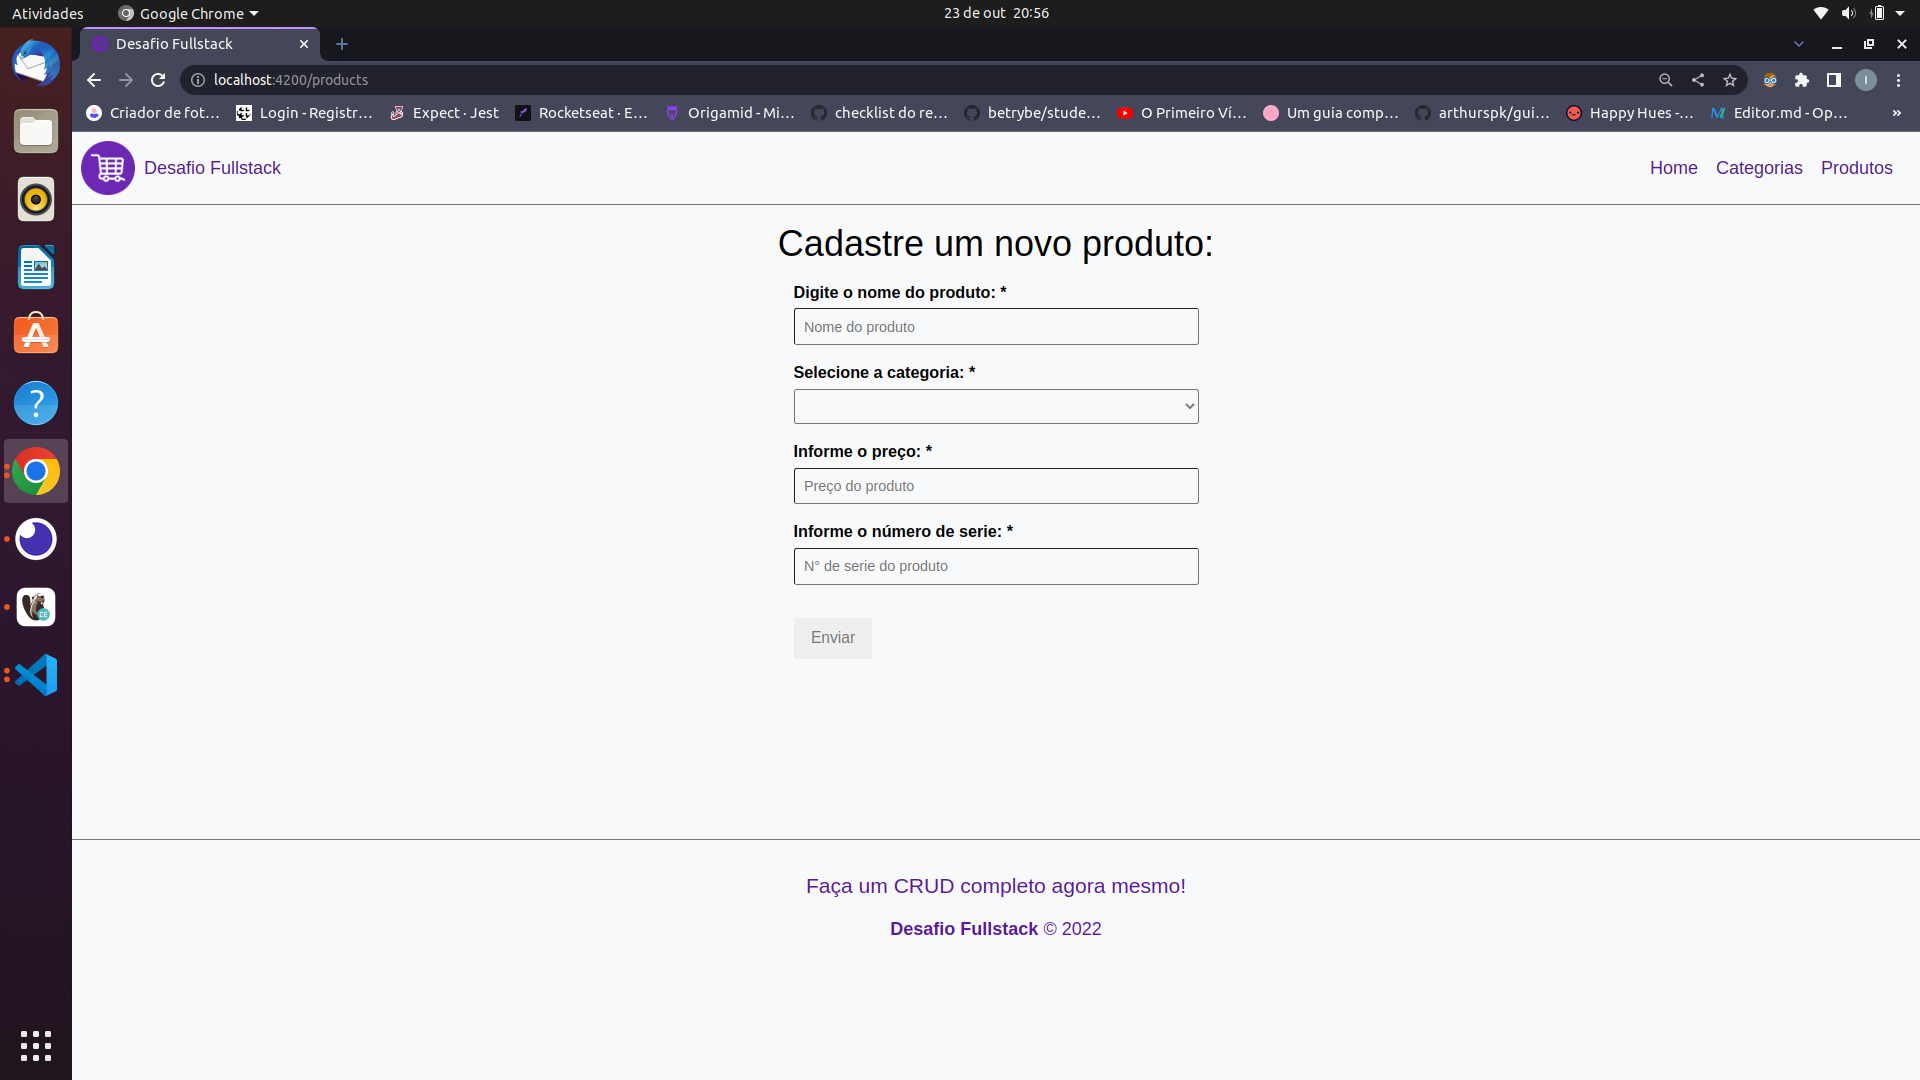 Atividades
Google Chrome
23 de out 20:56
Desafio Fullstack
localhost:4200/products
I
Criador de fot…
Login - Registr…
Expect · Jest
Rocketseat · E…
Origamid - Mi…
checklist do re…
betrybe/stude…
O Primeiro Ví…
Um guia comp…
arthurspk/gui…
Happy Hues -…
Editor.md - Op…
»
Desafio Fullstack
Home
Categorias
Produtos
Cadastre um novo produto:
Digite o nome do produto: *
Nome do produto
Selecione a categoria: *
Informe o preço: *
Preço do produto
Informe o número de serie: *
N° de serie do produto
Enviar
Faça um CRUD completo agora mesmo!
Desafio Fullstack © 2022